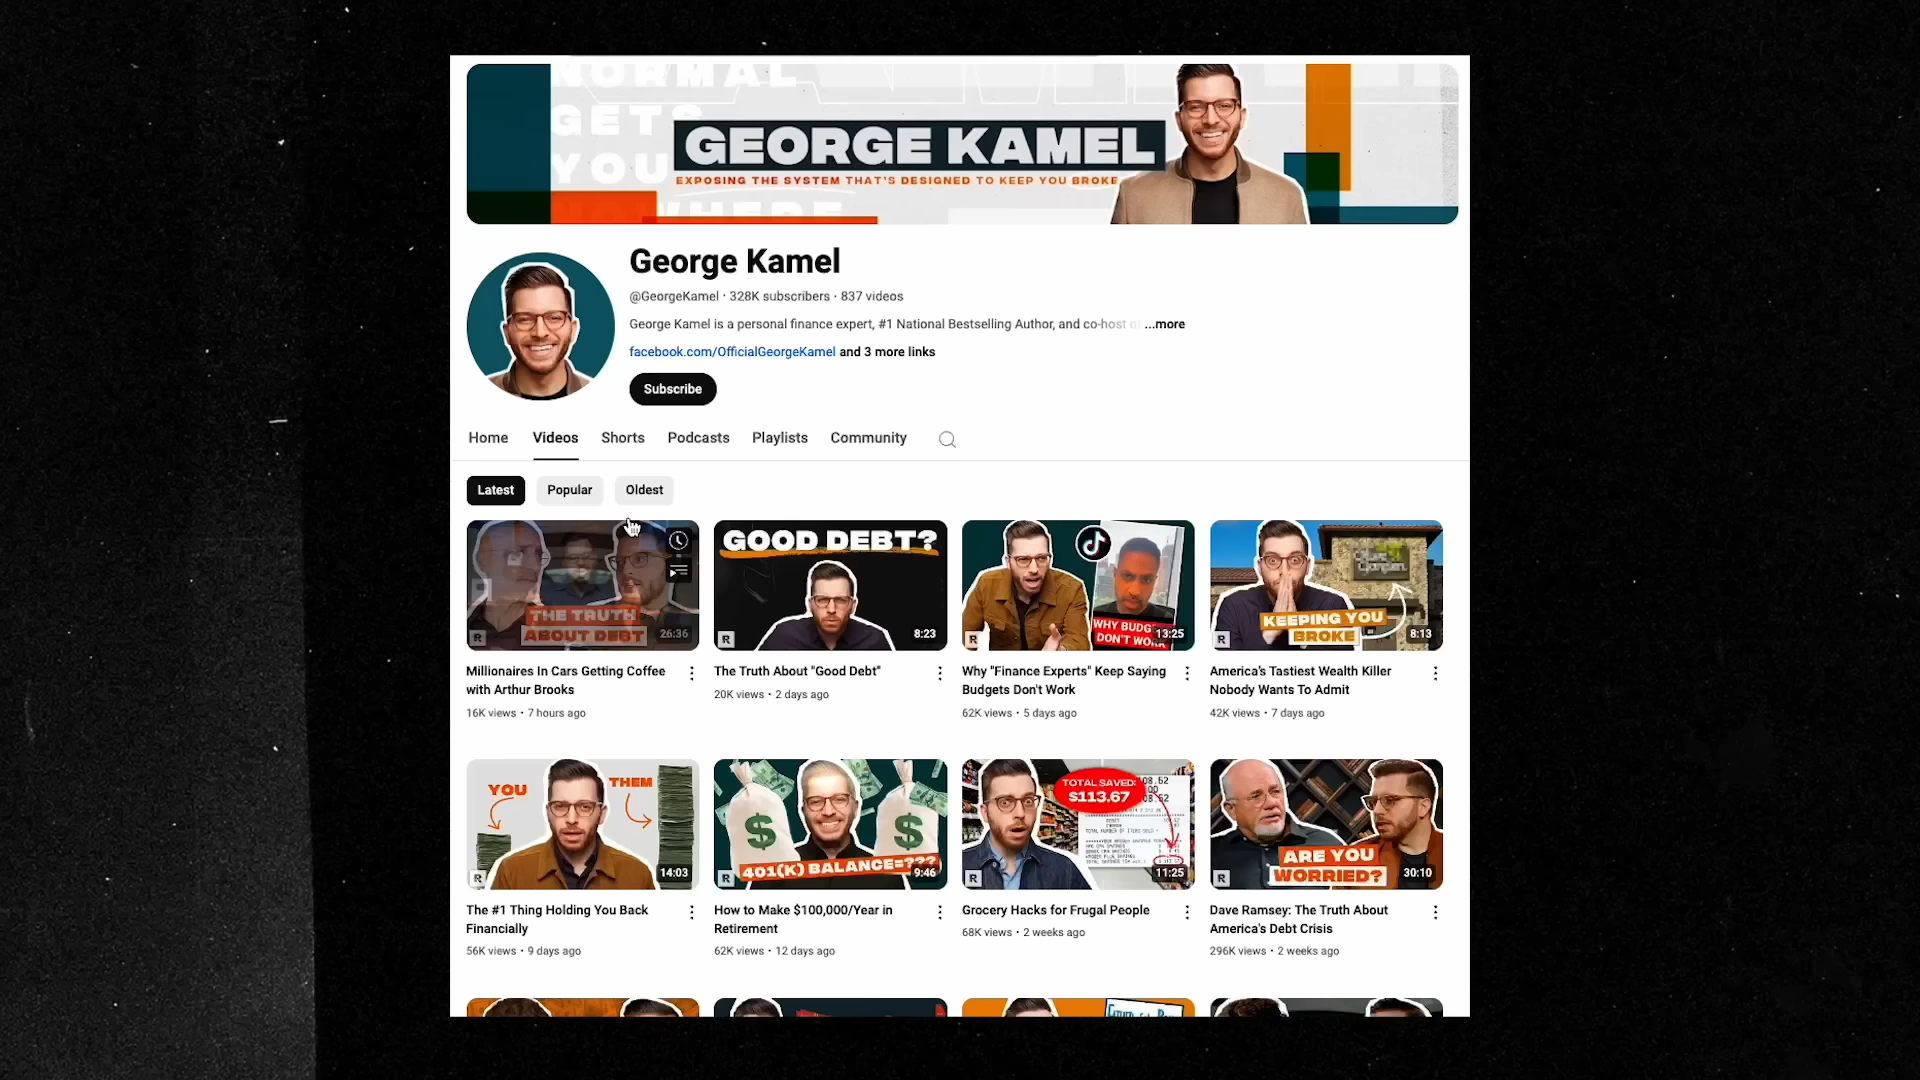 NORMAL
GETS
YOU
NOWHERE
GEORGE KAMEL
EXPOSING THE SYSTEM THAT'S DESIGNED TO KEEP YOU BROKE
George Kamel
@GeorgeKamel · 328K subscribers · 837 videos
George Kamel is a personal finance expert, #1 National Bestselling Author, and co-host of ...more
facebook.com/OfficialGeorgeKamel and 3 more links
Subscribe
Home Videos Shorts Podcasts Playlists Community
Latest Popular Oldest
THE TRUTH
ABOUT DEBT
R
26:36
GOOD DEBT?
R
8:23
WHY BUDG
DON'T WORK
R
13:25
KEEPING YOU
BROKE
R
8:13
Millionaires In Cars Getting Coffee
with Arthur Brooks
16K views • 7 hours ago
The Truth About "Good Debt"
20K views • 2 days ago
Why "Finance Experts" Keep Saying
Budgets Don't Work
62K views • 5 days ago
America's Tastiest Wealth Killer
Nobody Wants To Admit
42K views • 7 days ago
YOU
THEM
R
14:03
$ $
401(K) BALANCE=???
R
9:46
TOTAL SAVED:
$113.67
R
11:25
ARE YOU
WORRIED?
R
30:10
The #1 Thing Holding You Back
Financially
56K views • 9 days ago
How to Make $100,000/Year in
Retirement
62K views • 12 days ago
Grocery Hacks for Frugal People
68K views • 2 weeks ago
Dave Ramsey: The Truth About
America's Debt Crisis
296K views • 2 weeks ago